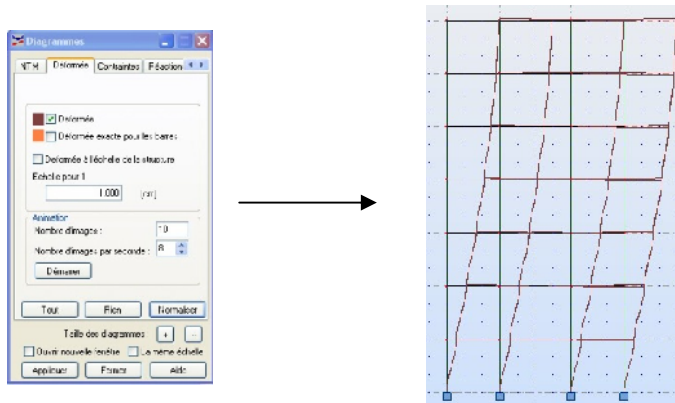 Diagrammes
NTM Déformée Contraintes Réaction
Déformée
Déformée exacte pour les barres
Déformée à l'échelle de la structure
Echelle pour 1
1.000 (cm)
Animation
Nombre d'images : 10
Nombre d'images par seconde : 8
Démarrer
Tout Rien Normaliser
Taille des diagrammes : + -
Ouvrir nouvelle fenêtre La même échelle
Appliquer Fermer Aide